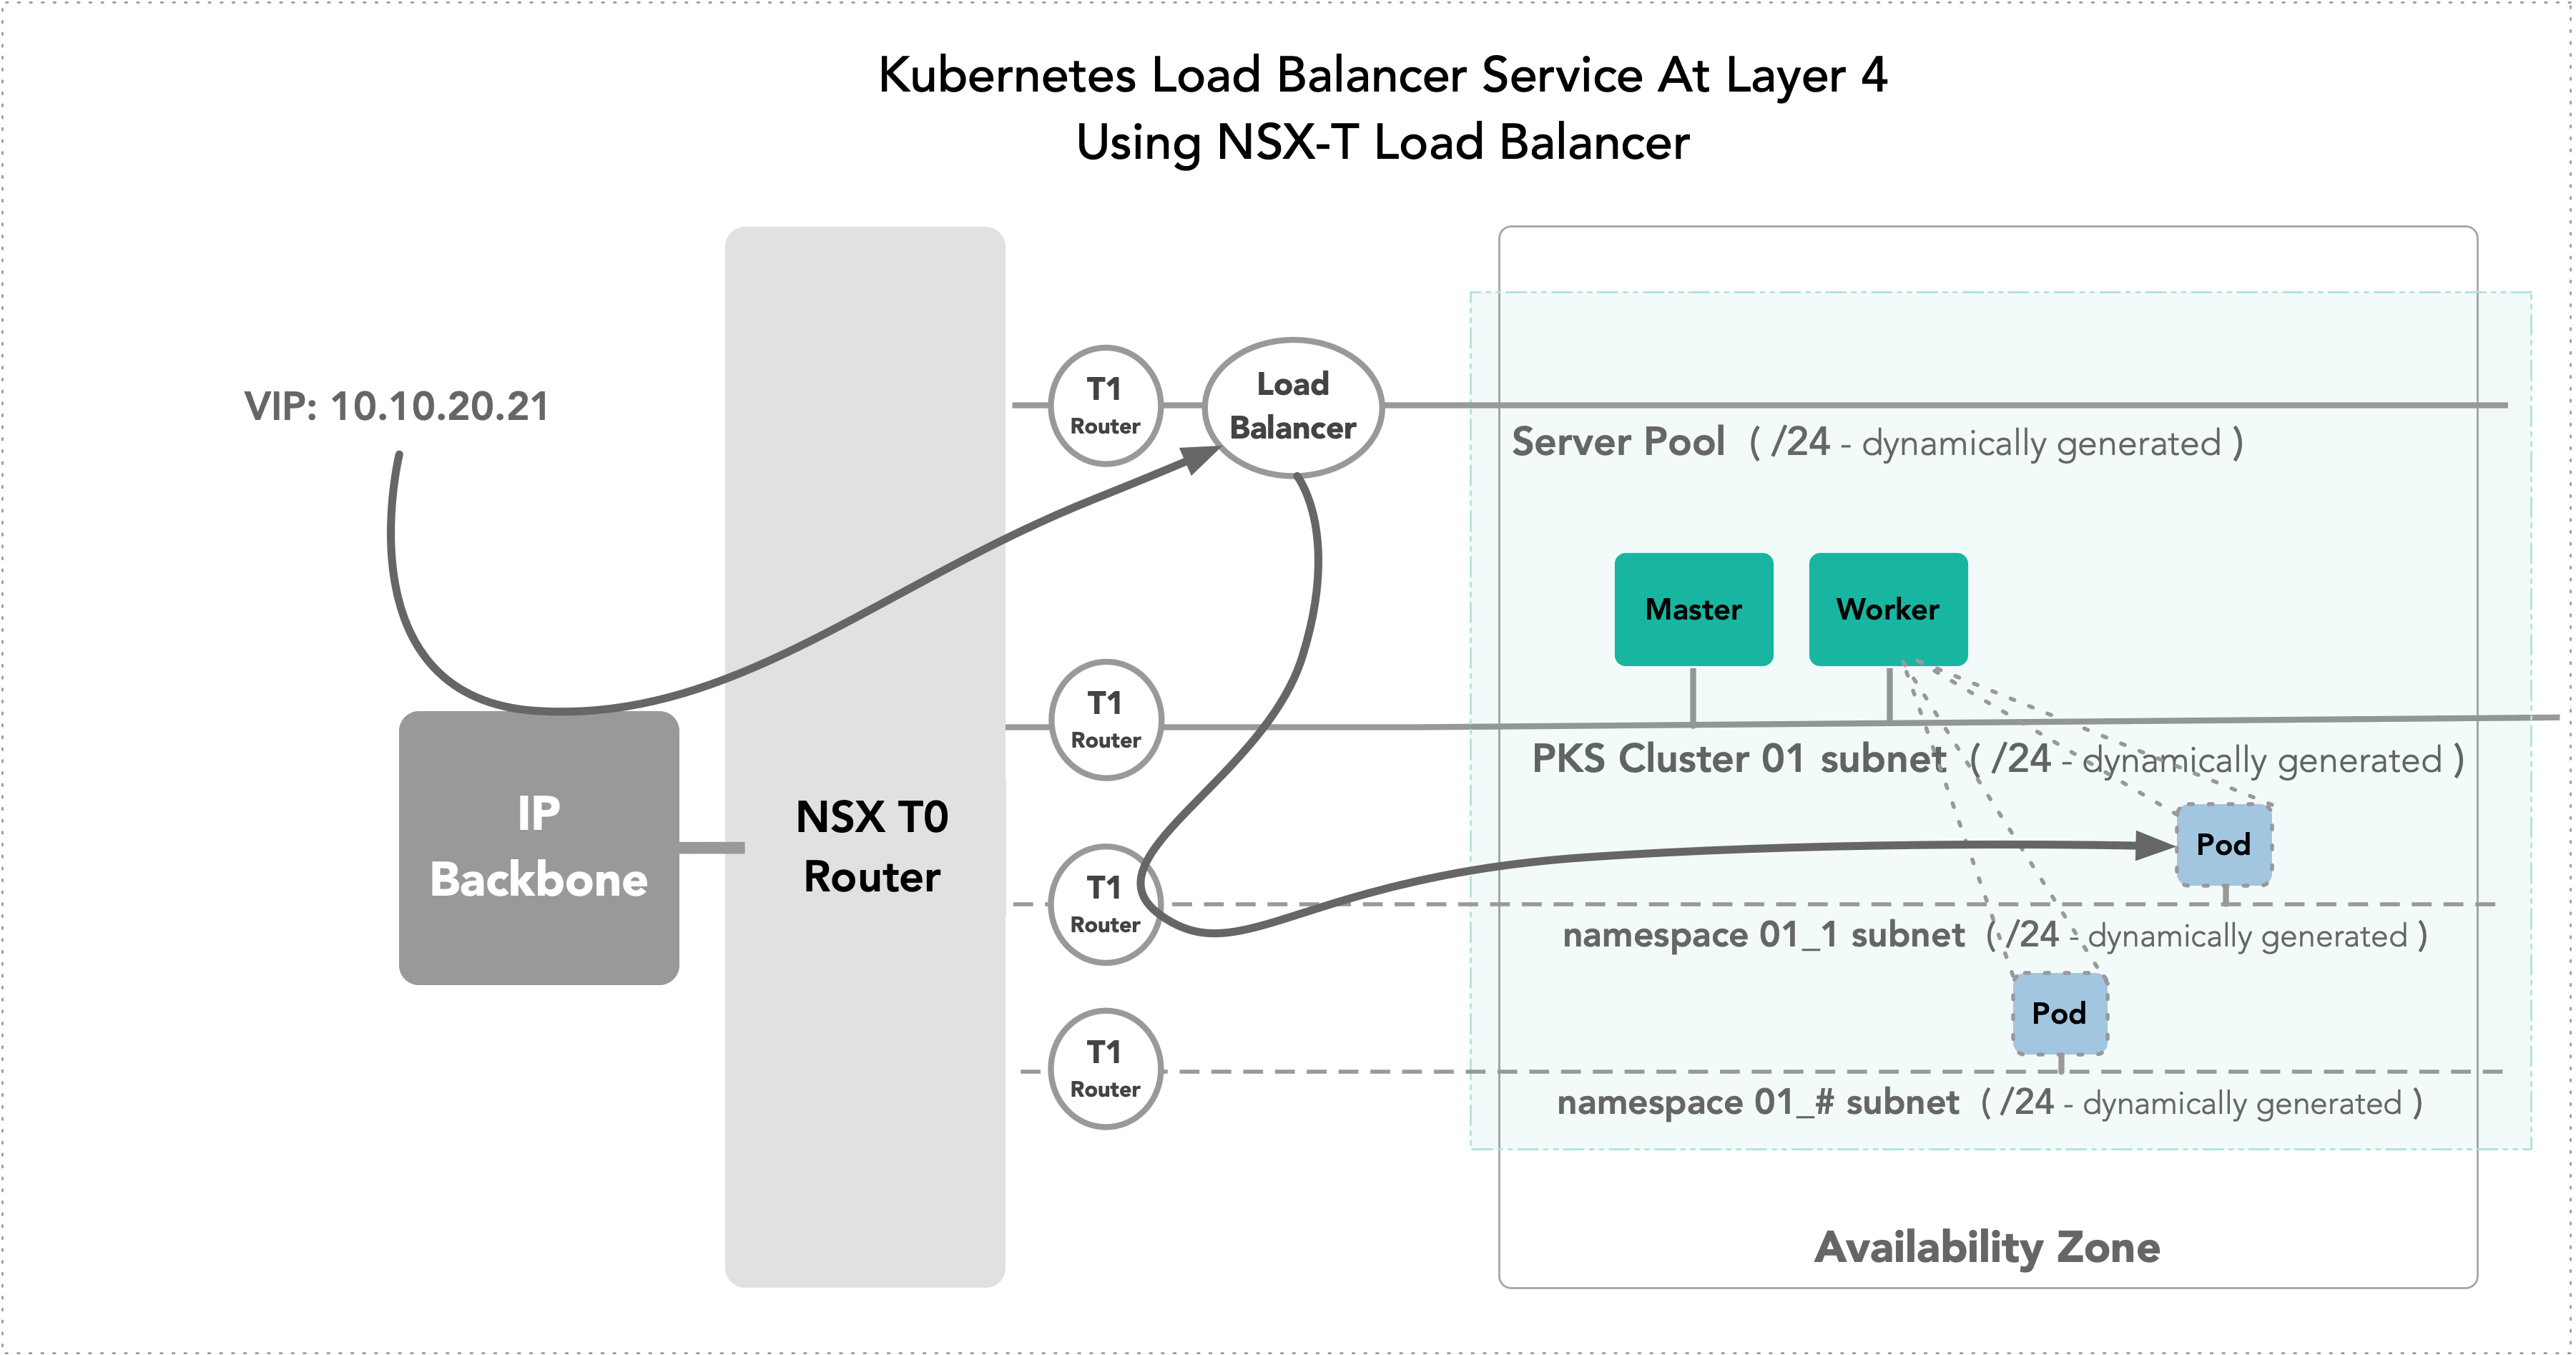 Kubernetes Load Balancer Service At Layer 4
Using NSX-T Load Balancer
VIP: 10.10.20.21
T1
Router
Load
Balancer
Server Pool ( /24 - dynamically generated )
Master
Worker
T1
Router
PKS Cluster 01 subnet ( /24 - dynamically generated )
IP
Backbone
NSX T0
Router
Pod
T1
Router
namespace 01_1 subnet ( /24 - dynamically generated )
Pod
T1
Router
namespace 01_# subnet ( /24 - dynamically generated )
Availability Zone